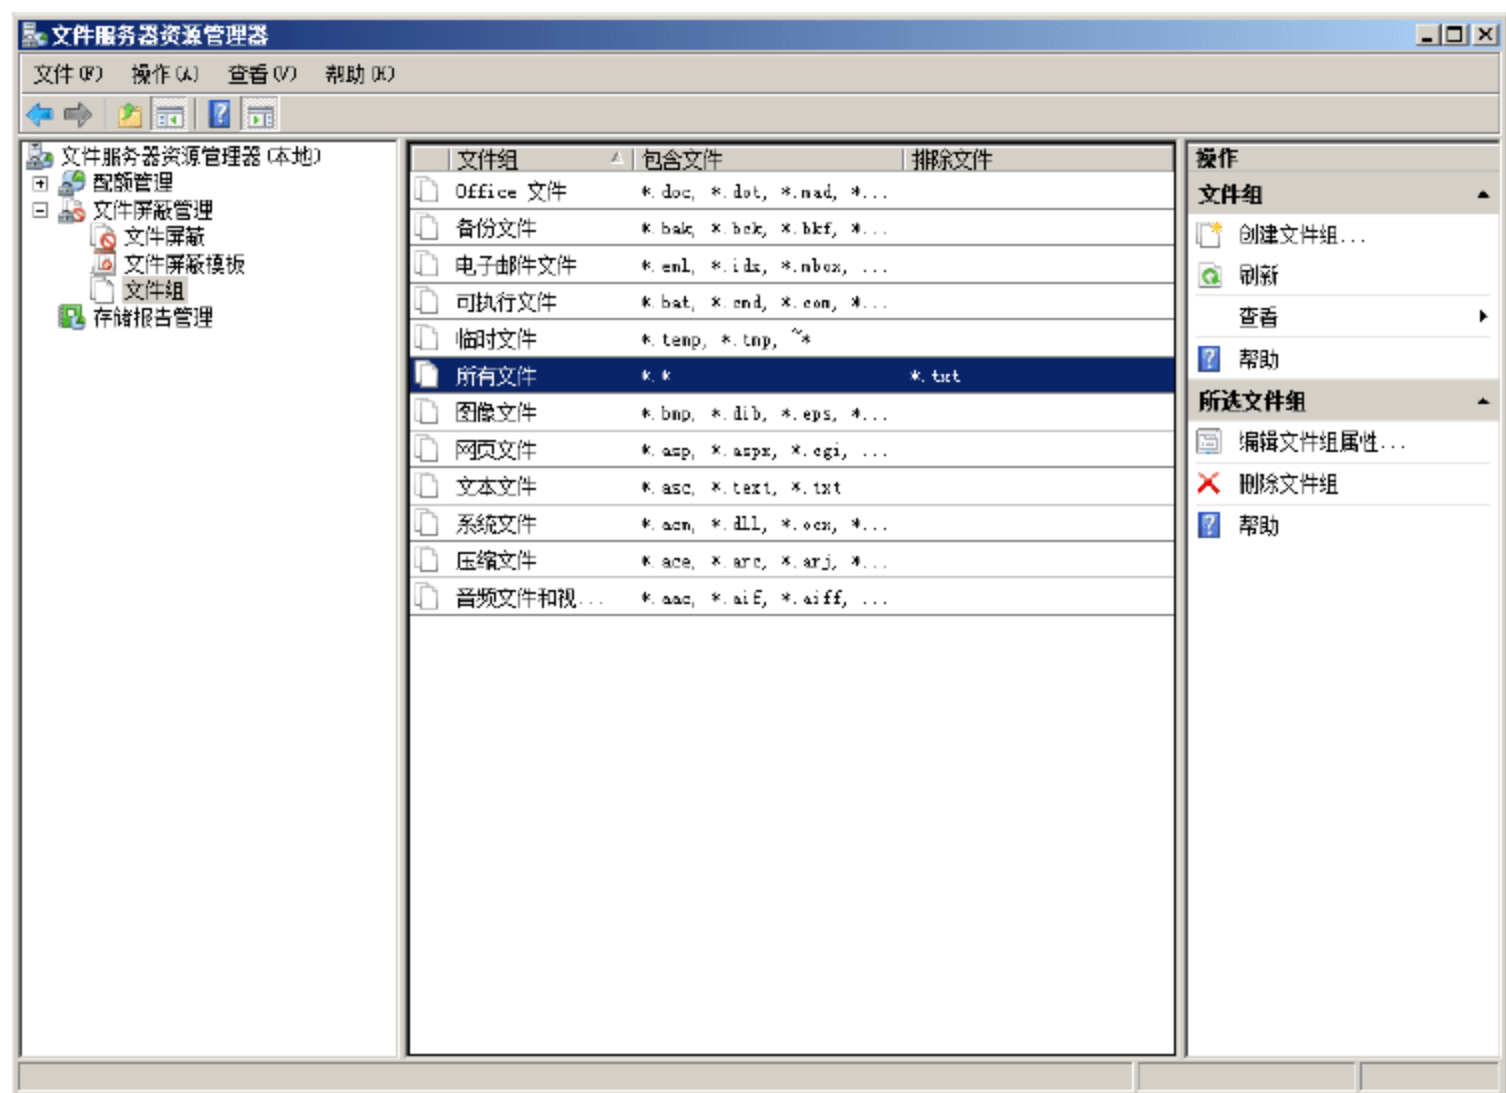 文件服务器资源管理器
文件(F) 操作(A) 查看(V) 帮助(H)
文件服务器资源管理器(本地)
配额管理
文件屏蔽管理
文件屏蔽
文件屏蔽模板
文件组
存储报告管理
文件组 包含文件 排除文件
Office 文件 *.doc, *.dot, *.mad, *...
备份文件 *.bak, *.bck, *.bkf, *...
电子邮件文件 *.eml, *.idx, *.mbox, ...
可执行文件 *.bat, *.cmd, *.com, *...
临时文件 *.temp, *.tmp, ~*
所有文件 *.* *.txt
图像文件 *.bmp, *.dib, *.eps, *...
网页文件 *.asp, *.aspx, *.cgi, ...
文本文件 *.asc, *.text, *.txt
系统文件 *.acm, *.dll, *.ocx, *...
压缩文件 *.ace, *.arc, *.arj, *...
音频文件和视... *.aac, *.aif, *.aiff, ...
操作
文件组
创建文件组...
刷新
查看
帮助
所选文件组
编辑文件组属性...
删除文件组
帮助